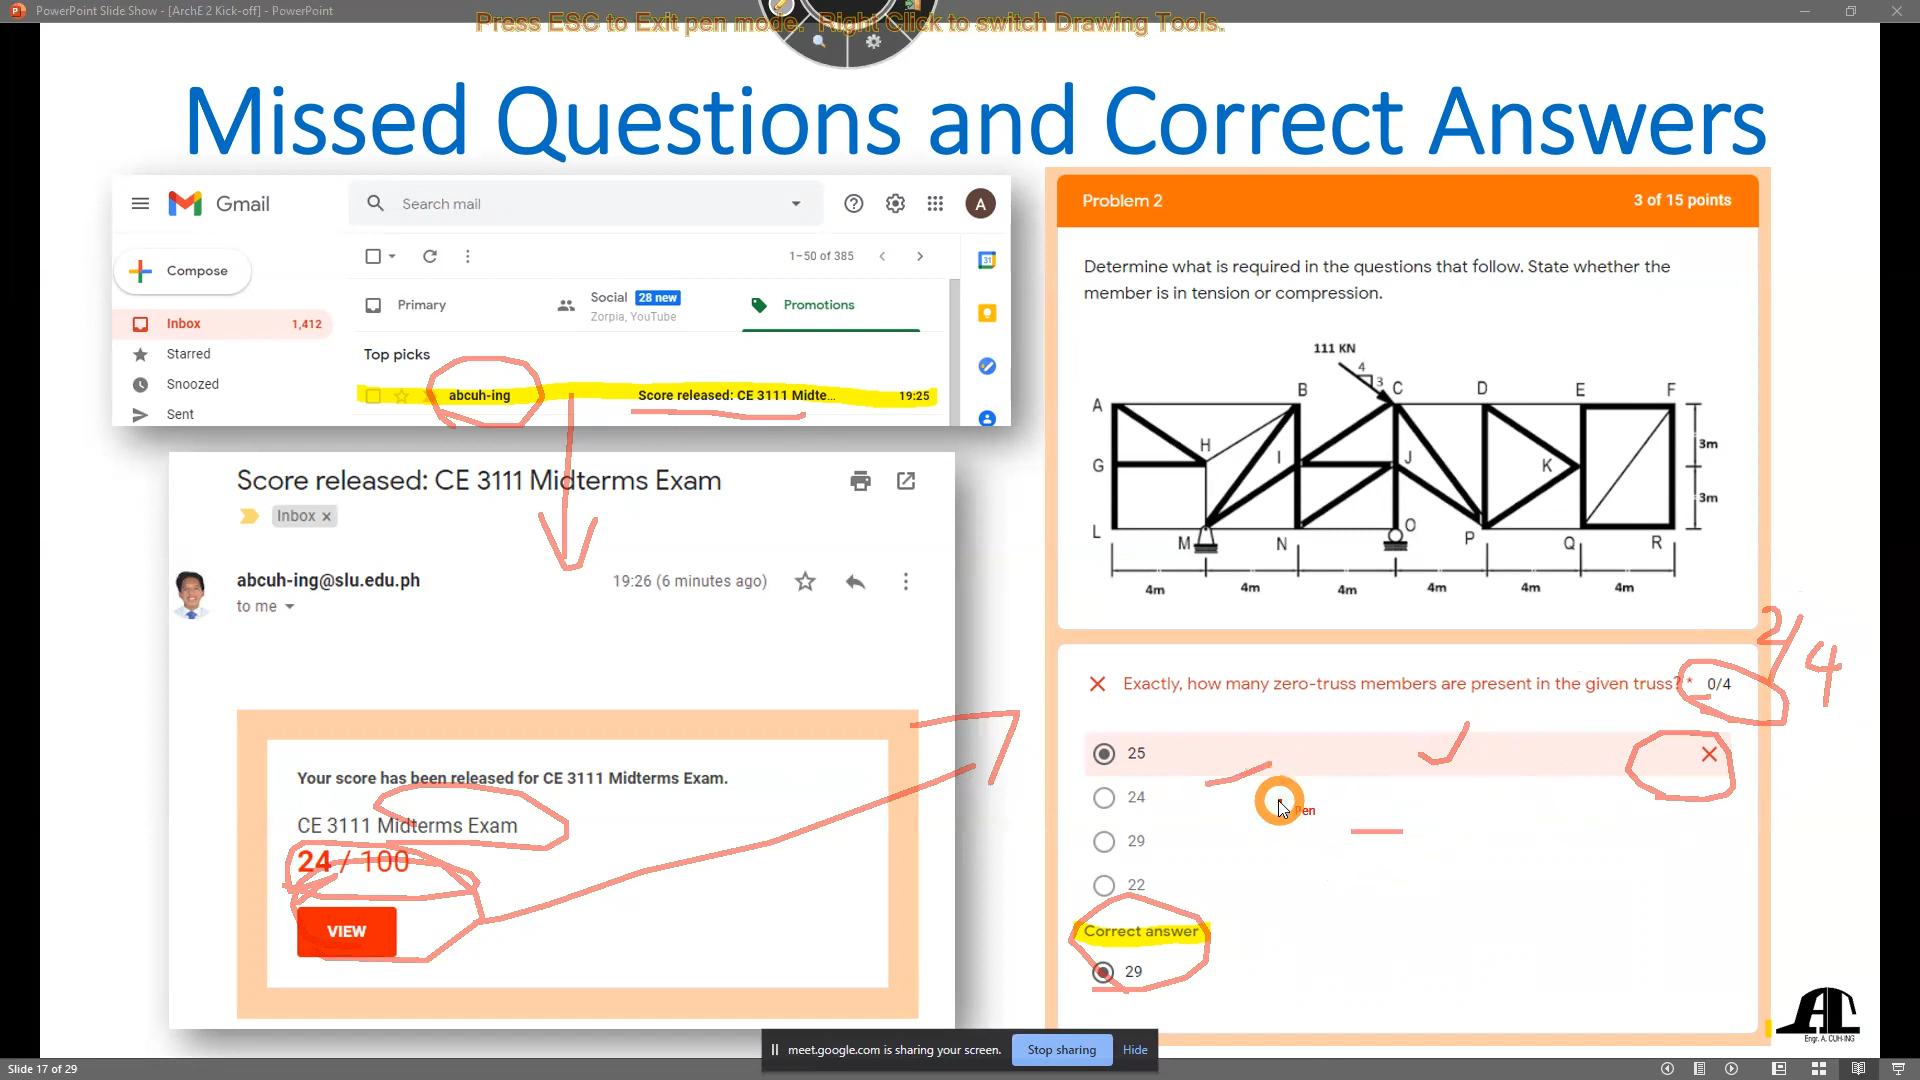 PowerPoint Slide Show - [ArchE 2 Kick-off] - PowerPoint
Press ESC to Exit pen mode. Right Click to switch Drawing Tools.
Missed Questions and Correct Answers
Gmail
Search mail
A
Compose
1–50 of 385
31
Primary
Social 28 new
Zorpia, YouTube
Promotions
Inbox 1,412
Starred
Snoozed
Sent
Top picks
abcuh-ing Score released: CE 3111 Midte... 19:25
Score released: CE 3111 Midterms Exam
Inbox x
abcuh-ing@slu.edu.ph
19:26 (6 minutes ago)
to me
Your score has been released for CE 3111 Midterms Exam.
CE 3111 Midterms Exam
24 / 100
VIEW
Problem 2 3 of 15 points
Determine what is required in the questions that follow. State whether the
member is in tension or compression.
111 KN
4
3
A B C D E F
H
G I J K
3m
3m
L M N O P Q R
4m 4m 4m 4m 4m 4m
2/4
Exactly, how many zero-truss members are present in the given truss? * 0/4
25
24
Pen
29
22
Correct answer
29
Engr. A. CUH-ING
meet.google.com is sharing your screen. Stop sharing Hide
Slide 17 of 29